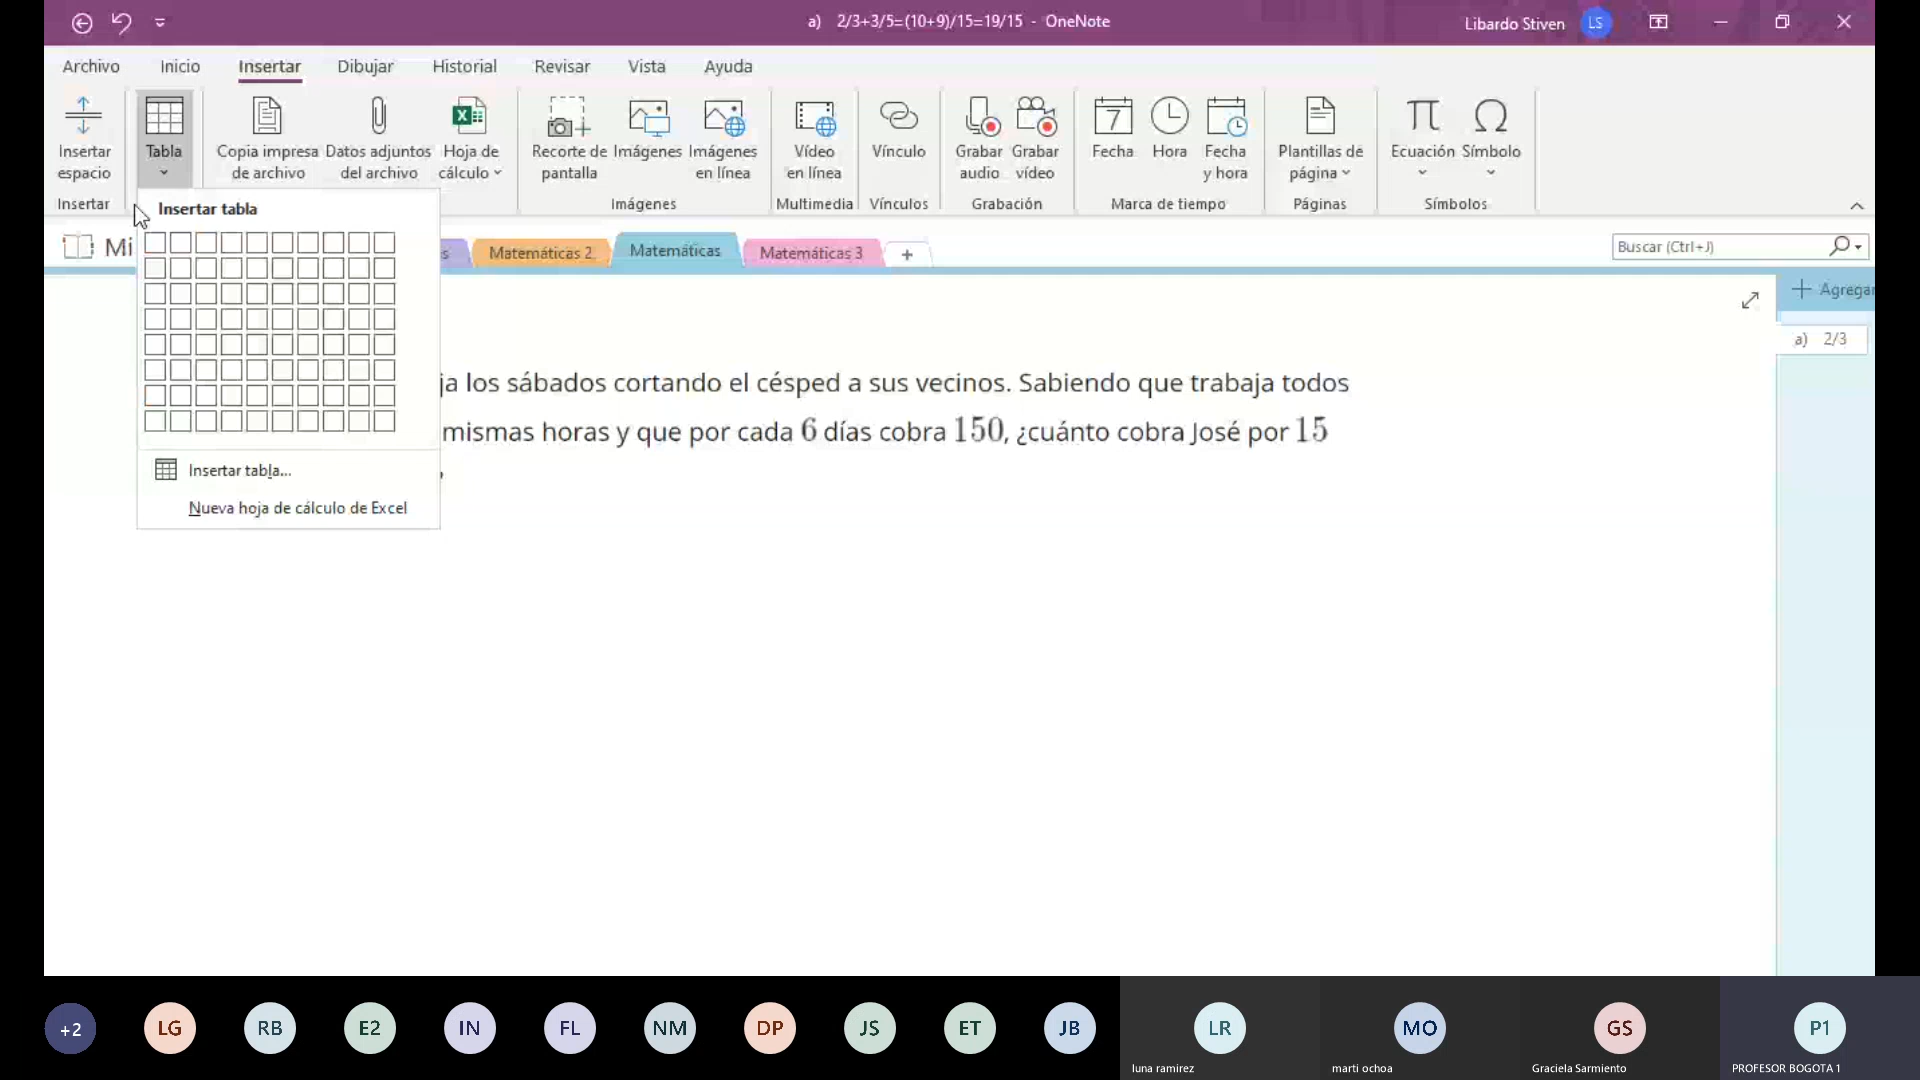 a) 2/3+3/5=(10+9)/15=19/15 - OneNote
Libardo Stiven LS
Archivo Inicio Insertar Dibujar Historial Revisar Vista Ayuda
Insertar espacio
Tabla
Copia impresa de archivo
Datos adjuntos del archivo
Hoja de cálculo
Recorte de pantalla
Imágenes
Imágenes en línea
Vídeo en línea
Vínculo
Grabar audio
Grabar vídeo
7
Fecha
Hora
Fecha y hora
Plantillas de página
π
Ecuación
Ω
Símbolo
Insertar Imágenes Multimedia Vínculos Grabación Marca de tiempo Páginas Símbolos
Insertar tabla
Mi
s
Matemáticas 2
Matemáticas
Matemáticas 3
+
Buscar (Ctrl+J)
Agregar
a) 2/3
ja los sábados cortando el césped a sus vecinos. Sabiendo que trabaja todos
mismas horas y que por cada 6 días cobra 150, ¿cuánto cobra José por 15
Insertar tabla...
Nueva hoja de cálculo de Excel
+2 LG RB E2 IN FL NM DP JS ET JB LR MO GS P1
luna ramirez
marti ochoa
Graciela Sarmiento
PROFESOR BOGOTA 1